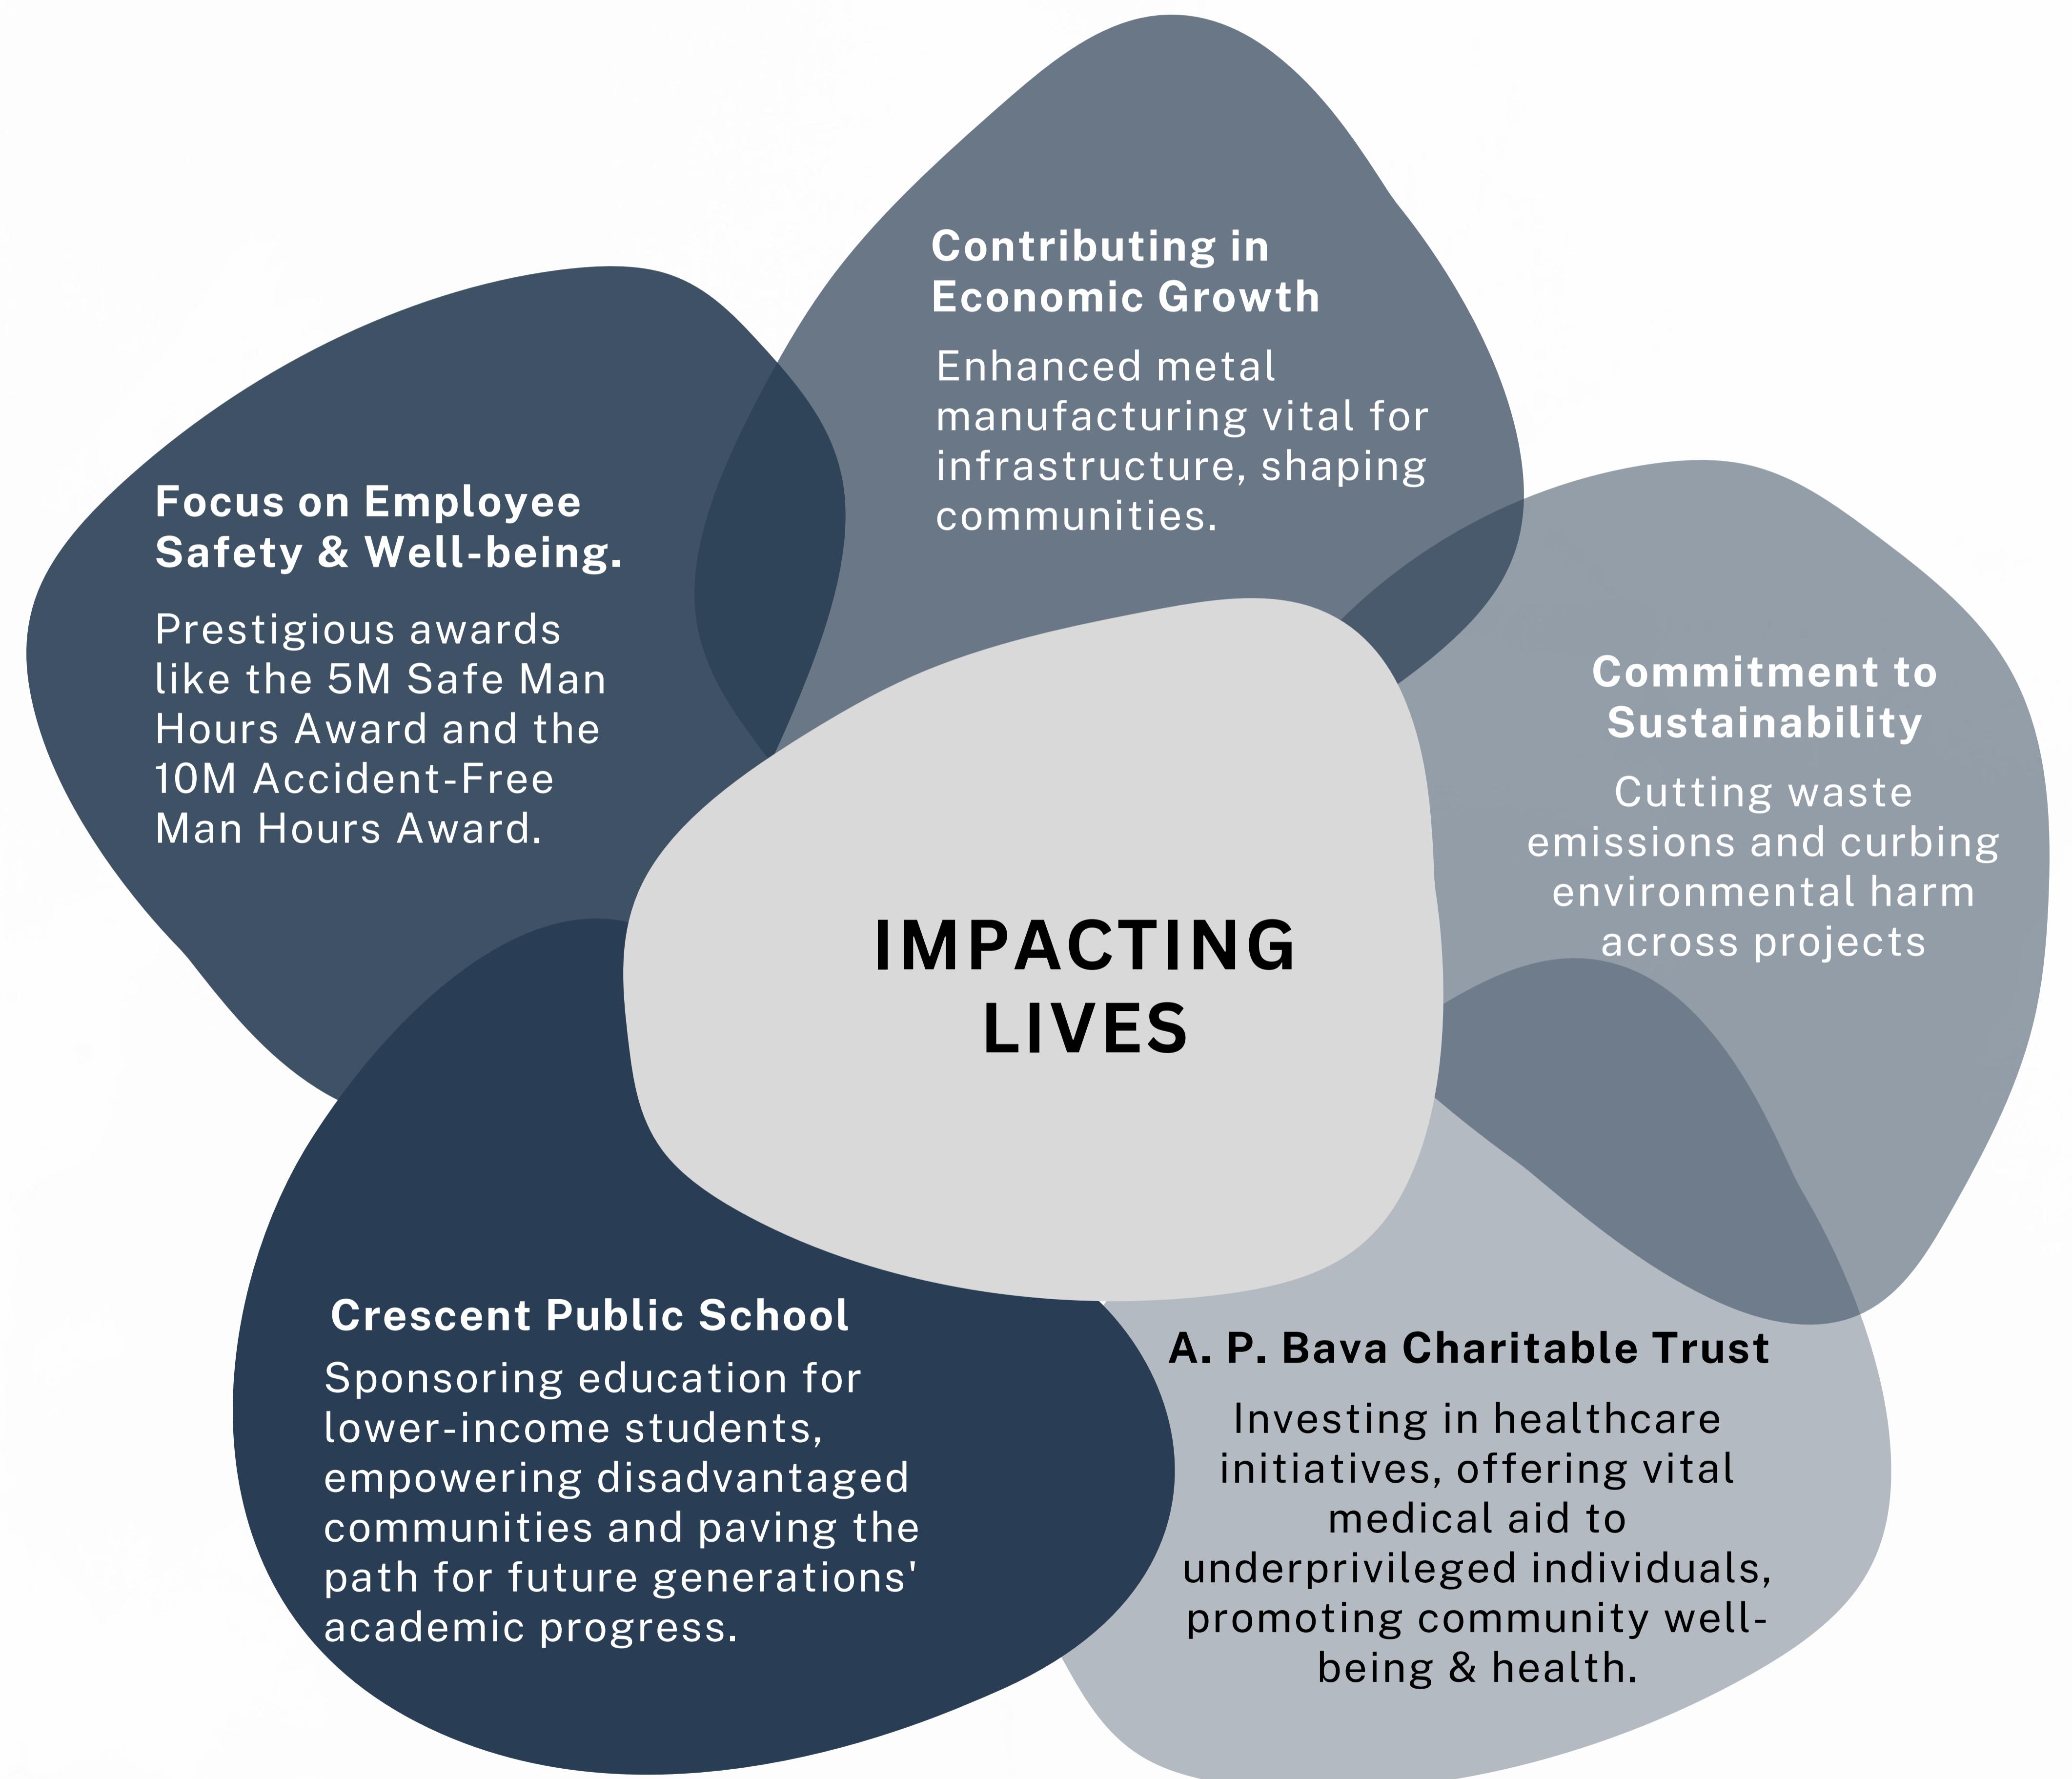 Contributing in
Economic Growth
Enhanced metal
manufacturing vital for
infrastructure, shaping
communities.
Focus on Employee
Safety & Well-being.
Prestigious awards
like the 5M Safe Man
Hours Award and the
10M Accident-Free
Man Hours Award.
Commitment to
Sustainability
Cutting waste
emissions and curbing
environmental harm
across projects
IMPACTING
LIVES
Crescent Public School
Sponsoring education for
lower-income students,
empowering disadvantaged
communities and paving the
path for future generations'
academic progress.
A. P. Bava Charitable Trust
Investing in healthcare
initiatives, offering vital
medical aid to
underprivileged individuals,
promoting community well-
being & health.